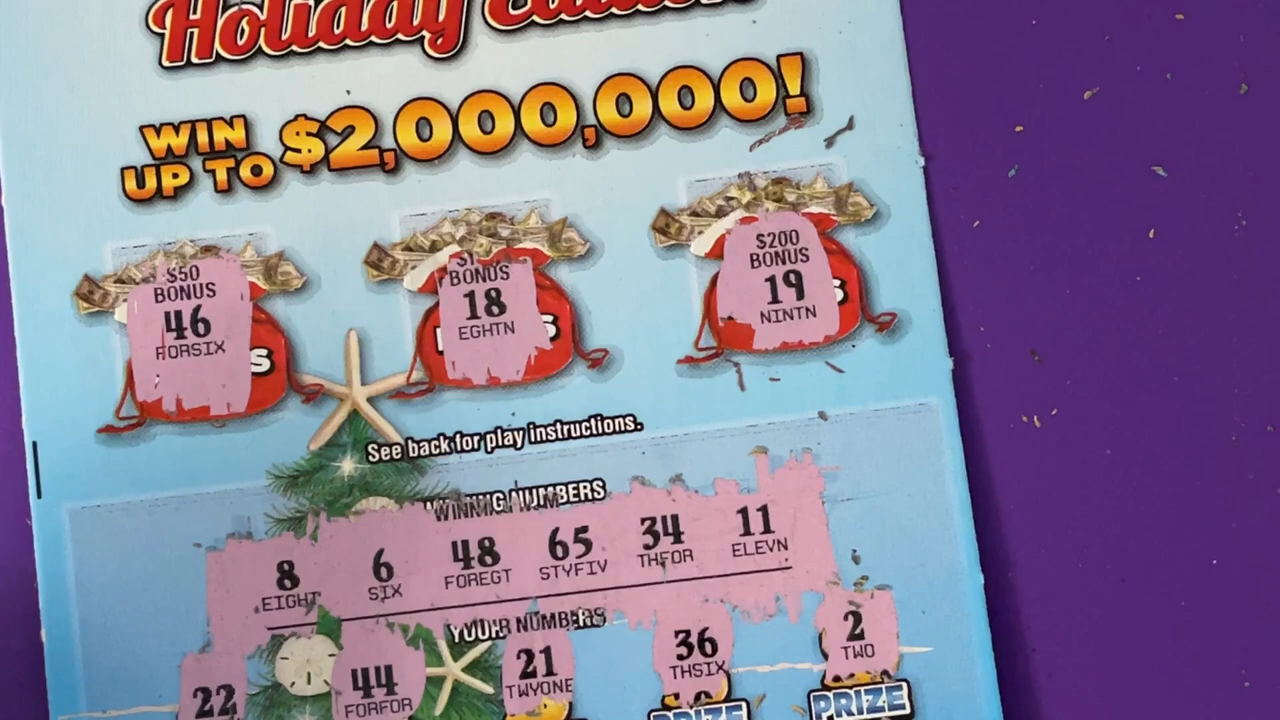 Holiday Edition
WIN
UP TO $2,000,000!
$50
BONUS
46
FORSIX
S
BONUS
18
EGHTN
S
$200
BONUS
19
NINTN
S
See back for play instructions.
WINNING NUMBERS
8 6 48 65 34 11
EIGHT SIX FOREGT STYFIV THFOR ELEVN
YOUR NUMBERS
22 44 21 36 2
FORFOR TWYONE THSIX TWO
PRIZE PRIZE